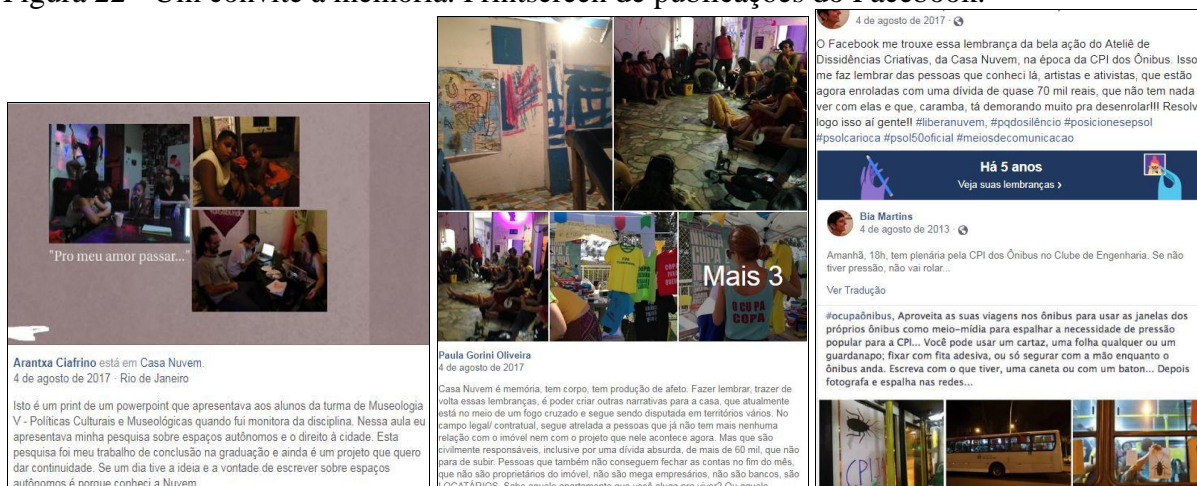 Figura 22 - Um convite à memória. Printscreen de publicações do Facebook.
"Pro meu amor passar..."
Arantxa Ciafrino está em Casa Nuvem.
4 de agosto de 2017 · Rio de Janeiro
Isto é um print de um powerpoint que apresentava aos alunos da turma de Museologia
V - Políticas Culturais e Museológicas quando fui monitora da disciplina. Nessa aula eu
apresentava minha pesquisa sobre espaços autônomos e o direito à cidade. Esta
pesquisa foi meu trabalho de conclusão na graduação e ainda é um projeto que quero
dar continuidade. Se um dia tive a ideia e a vontade de escrever sobre espaços
autônomos é porque conheci a Nuvem.
Mais 3
OCUPA
COPA
Paula Gorini Oliveira
4 de agosto de 2017
Casa Nuvem é memória, tem corpo, tem produção de afeto. Fazer lembrar, trazer de
volta essas lembranças, é poder criar outras narrativas para a casa, que atualmente
está no meio de um fogo cruzado e segue sendo disputada em territórios vários. No
campo legal/ contratual, segue atrelada a pessoas que já não tem mais nenhuma
relação com o imóvel nem com o projeto que nele acontece agora. Mas que são
civilmente responsáveis, inclusive por uma dívida absurda, de mais de 60 mil, que não
para de subir. Pessoas que também não conseguem fechar as contas no fim do mês,
que não são proprietários do imóvel, não são mega empresários, não são bancos, são
LOCATÁRIOS. Sabe aquele apartamento que você aluga pra viver? Ou aquele
4 de agosto de 2017 ·
O Facebook me trouxe essa lembrança da bela ação do Ateliê de
Dissidências Criativas, da Casa Nuvem, na época da CPI dos Ônibus. Isso
me faz lembrar das pessoas que conheci lá, artistas e ativistas, que estão
agora enroladas com uma dívida de quase 70 mil reais, que não tem nada
ver com elas e que, caramba, tá demorando muito pra desenrolar!!! Resolv
logo isso aí gente!! #liberanuvem, #pqdosilêncio #posicionesepsol
#psolcarioca #psol50oficial #meiosdecomunicacao
Há 5 anos
Veja suas lembranças ›
Bia Martins
4 de agosto de 2013 ·
Amanhã, 18h, tem plenária pela CPI dos Ônibus no Clube de Engenharia. Se não
tiver pressão, não vai rolar...
Ver Tradução
#ocupaônibus, Aproveita as suas viagens nos ônibus para usar as janelas dos
próprios ônibus como meio-mídia para espalhar a necessidade de pressão
popular para a CPI... Você pode usar um cartaz, uma folha qualquer ou um
guardanapo; fixar com fita adesiva, ou só segurar com a mão enquanto o
ônibus anda. Escreva com o que tiver, uma caneta ou com um baton... Depois
fotografa e espalha nas redes...
CPI